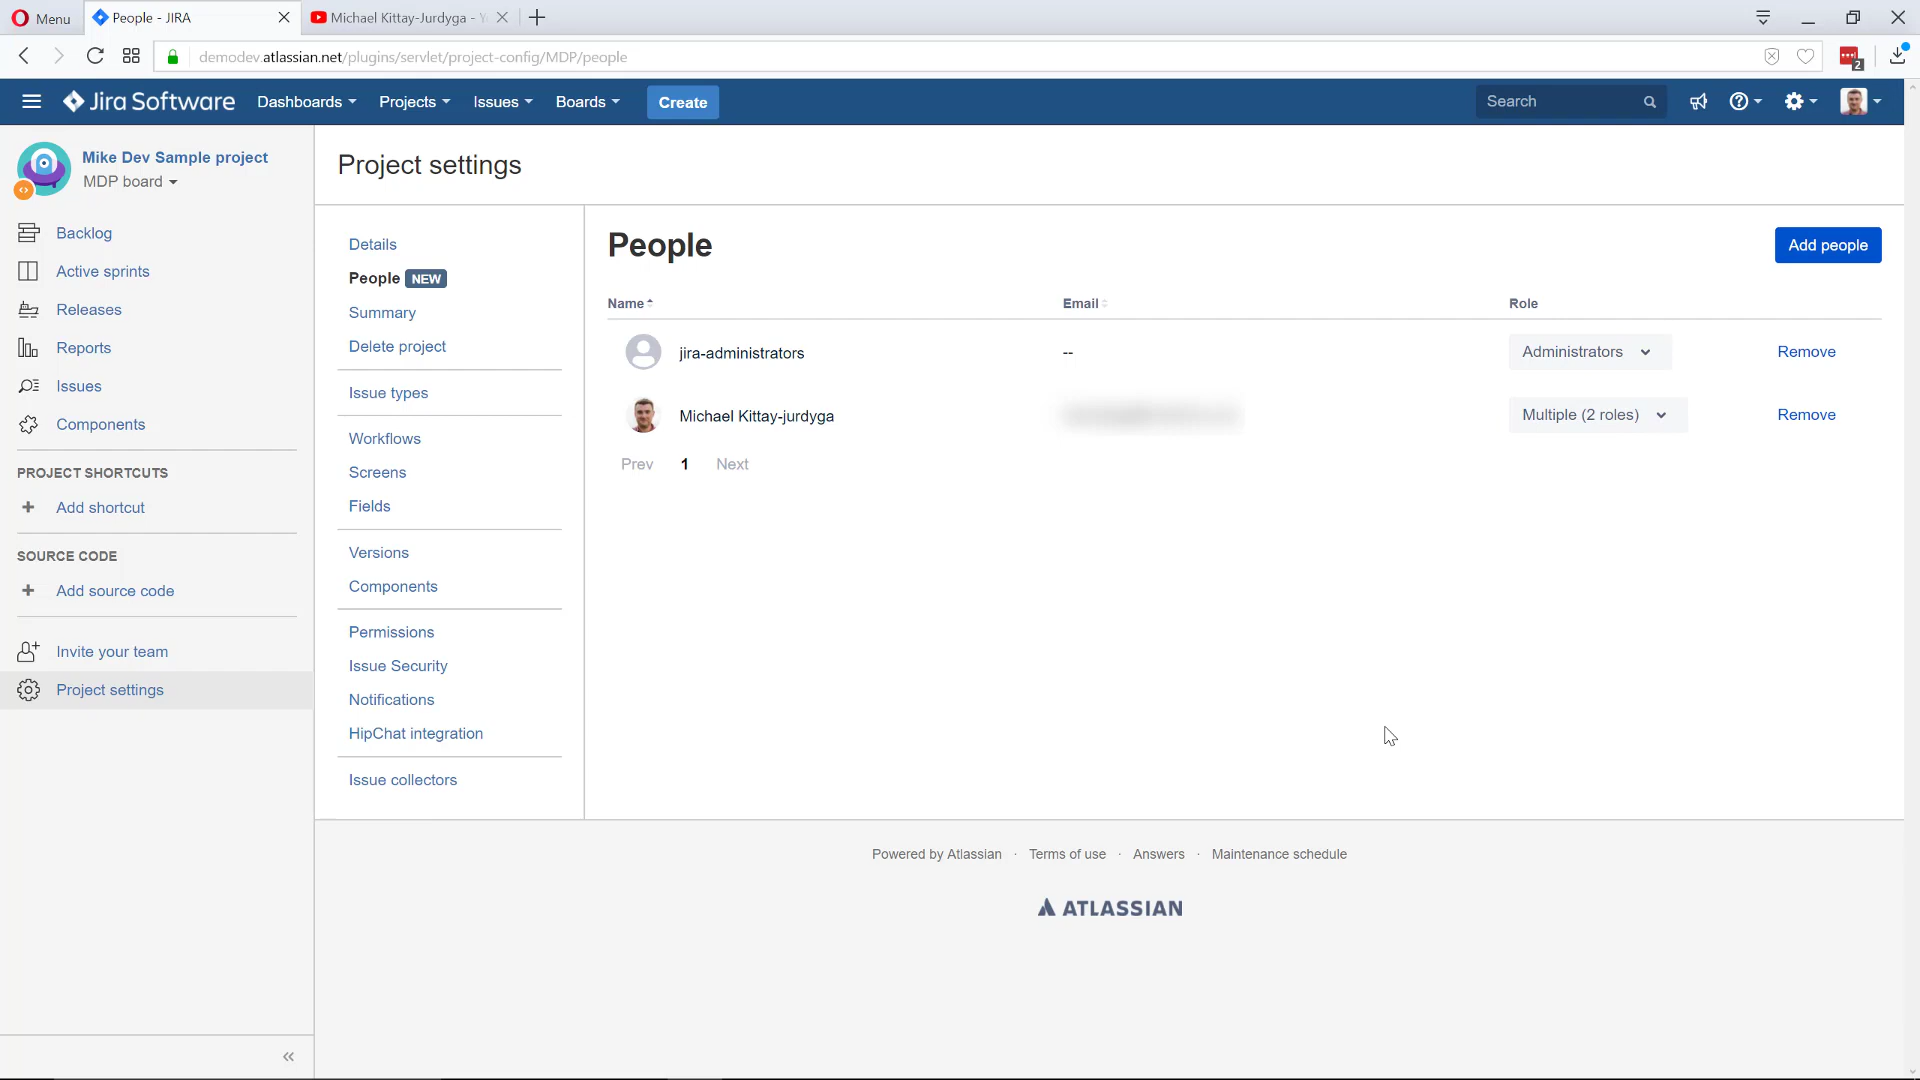 Menu
People - JIRA
Michael Kittay-Jurdyga -
demodev.atlassian.net/plugins/servlet/project-config/MDP/people
2
Jira Software
Dashboards
Projects
Issues
Boards
Create
Search
Mike Dev Sample project
MDP board
Backlog
Active sprints
Releases
Reports
Issues
Components
PROJECT SHORTCUTS
+ Add shortcut
SOURCE CODE
+ Add source code
Invite your team
Project settings
Project settings
Details
People NEW
Summary
Delete project
Issue types
Workflows
Screens
Fields
Versions
Components
Permissions
Issue Security
Notifications
HipChat integration
Issue collectors
People
Add people
Name
Email
Role
jira-administrators
--
Administrators
Remove
Michael Kittay-jurdyga
Multiple (2 roles)
Remove
Prev 1 Next
Powered by Atlassian · Terms of use · Answers · Maintenance schedule
ATLASSIAN